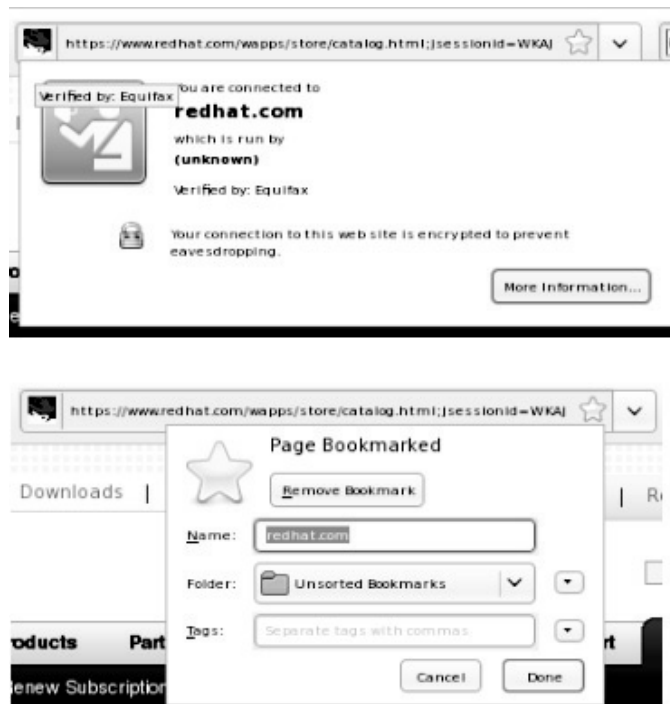 https://www.redhat.com/wapps/store/catalog.html;jsessionid=WKAJ
Verified by: Equifax
You are connected to
redhat.com
which is run by
(unknown)
Verified by: Equifax
Your connection to this web site is encrypted to prevent
eavesdropping.
More Information...
https://www.redhat.com/wapps/store/catalog.html;jsessionid=WKAJ
Page Bookmarked
Remove Bookmark
Downloads |
| R
Name: redhat.com
Folder: Unsorted Bookmarks
Tags: Separate tags with commas
oducts Part
rt
Cancel Done
enew Subscription